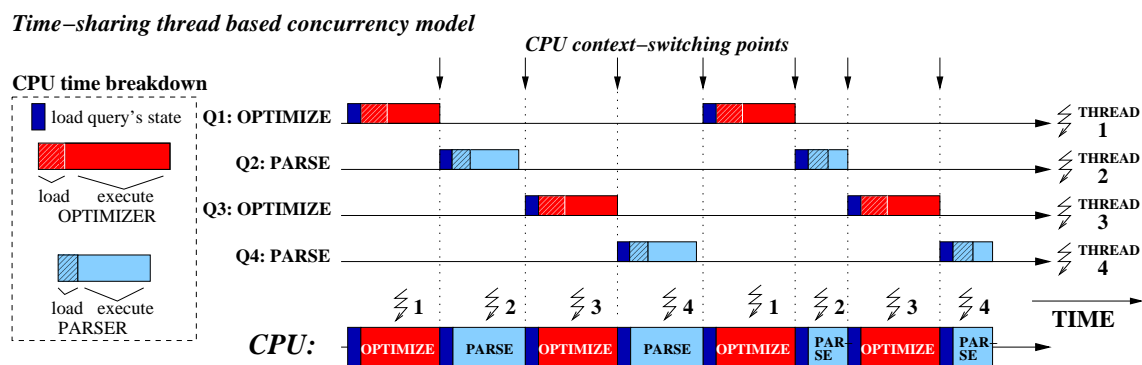 Time−sharing thread based concurrency model
CPU context−switching points
CPU time breakdown
load query's state
load execute
OPTIMIZER
load execute
PARSER
Q1: OPTIMIZE
THREAD
1
Q2: PARSE
THREAD
2
Q3: OPTIMIZE
THREAD
3
Q4: PARSE
THREAD
4
1 2 3 4 1 2 3 4
TIME
CPU: OPTIMIZE PARSE OPTIMIZE PARSE OPTIMIZE PAR− OPTIMIZE PAR−
SE SE